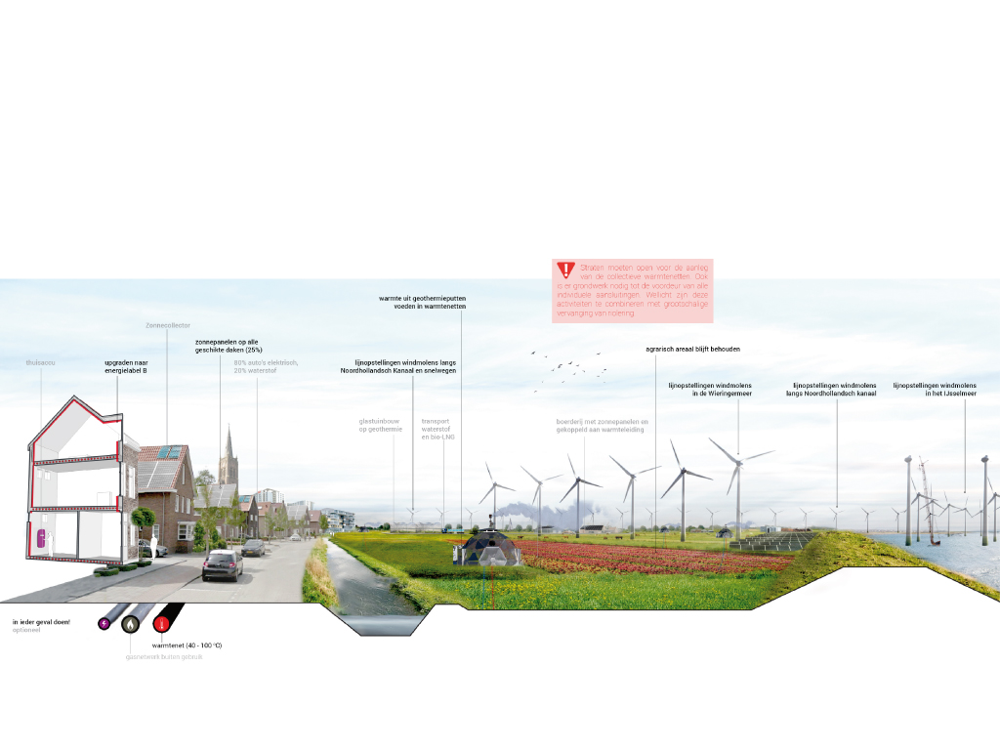 Straten moeten open voor de aanleg
van de collectieve warmtenetten. Ook
is er grondwerk nodig tot de voordeur van alle
individuele aansluitingen. Wellicht zijn deze
activiteiten te combineren met grootschalige
vervanging van riolering.
warmte uit geothermieputten
voeden in warmtenetten
Zonnecollector
zonnepanelen op alle
geschikte daken (25%)
agrarisch areaal blijft behouden
thuisaccu
upgraden naar
energielabel B
80% auto's elektrisch,
20% waterstof
lijnopstellingen windmolens langs
Noordhollandsch Kanaal en snelwegen
lijnopstellingen windmolens
in de Wieringermeer
lijnopstellingen windmolens
langs Noordhollandsch kanaal
lijnopstellingen windmolens
in het IJsselmeer
glastuinbouw
op geothermie
transport
waterstof
en bio-LNG
boerderij met zonnepanelen en
gekoppeld aan warmteleiding
in ieder geval doen!
optioneel
warmtenet (40 - 100 °C)
gasnetwerk buiten gebruik